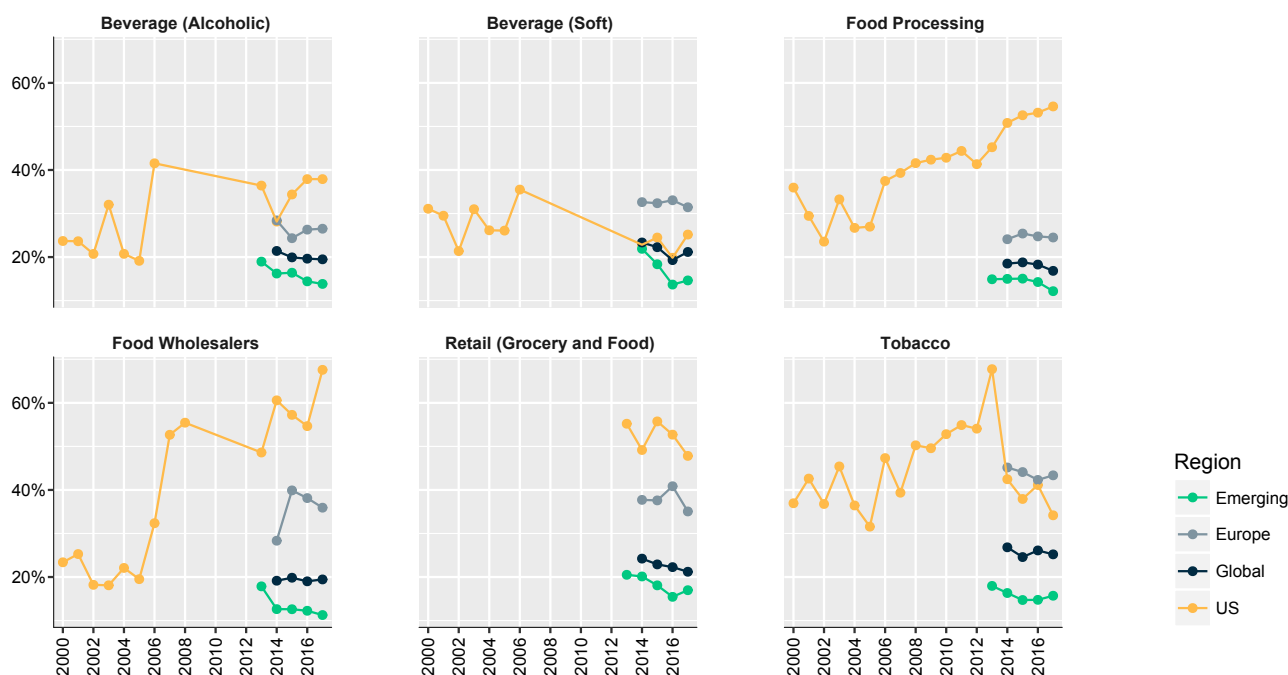 Beverage (Alcoholic) Beverage (Soft) Food Processing
60%
40%
20%
Food Wholesalers Retail (Grocery and Food) Tobacco
60%
40%
20%
2000 2002 2004 2006 2008 2010 2012 2014 2016 2000 2002 2004 2006 2008 2010 2012 2014 2016 2000 2002 2004 2006 2008 2010 2012 2014 2016
Region
Emerging
Europe
Global
US